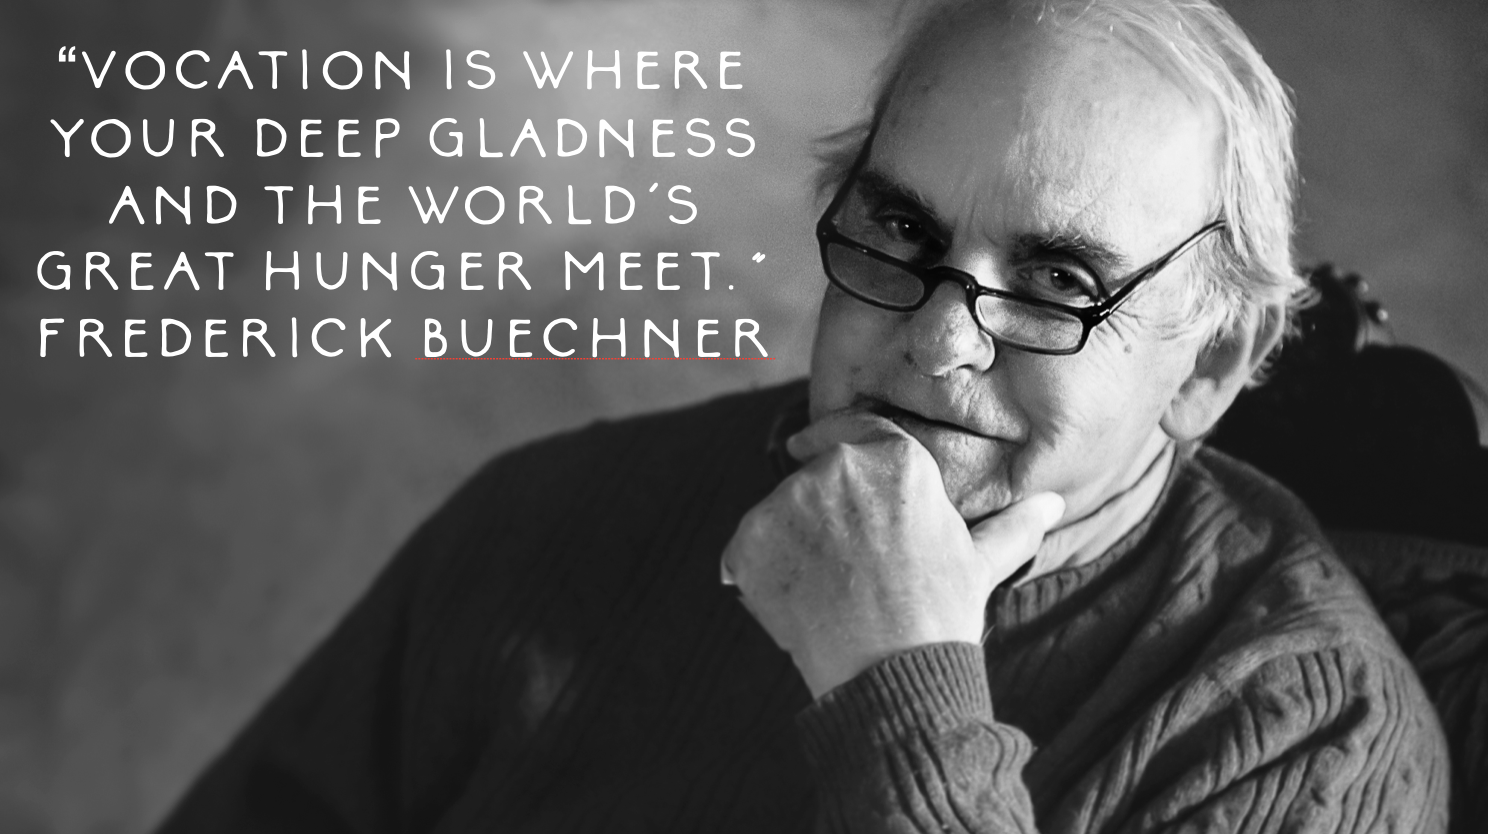 “VOCATION IS WHERE
YOUR DEEP GLADNESS
AND THE WORLD'S
GREAT HUNGER MEET. ”
FREDERICK BUECHNER